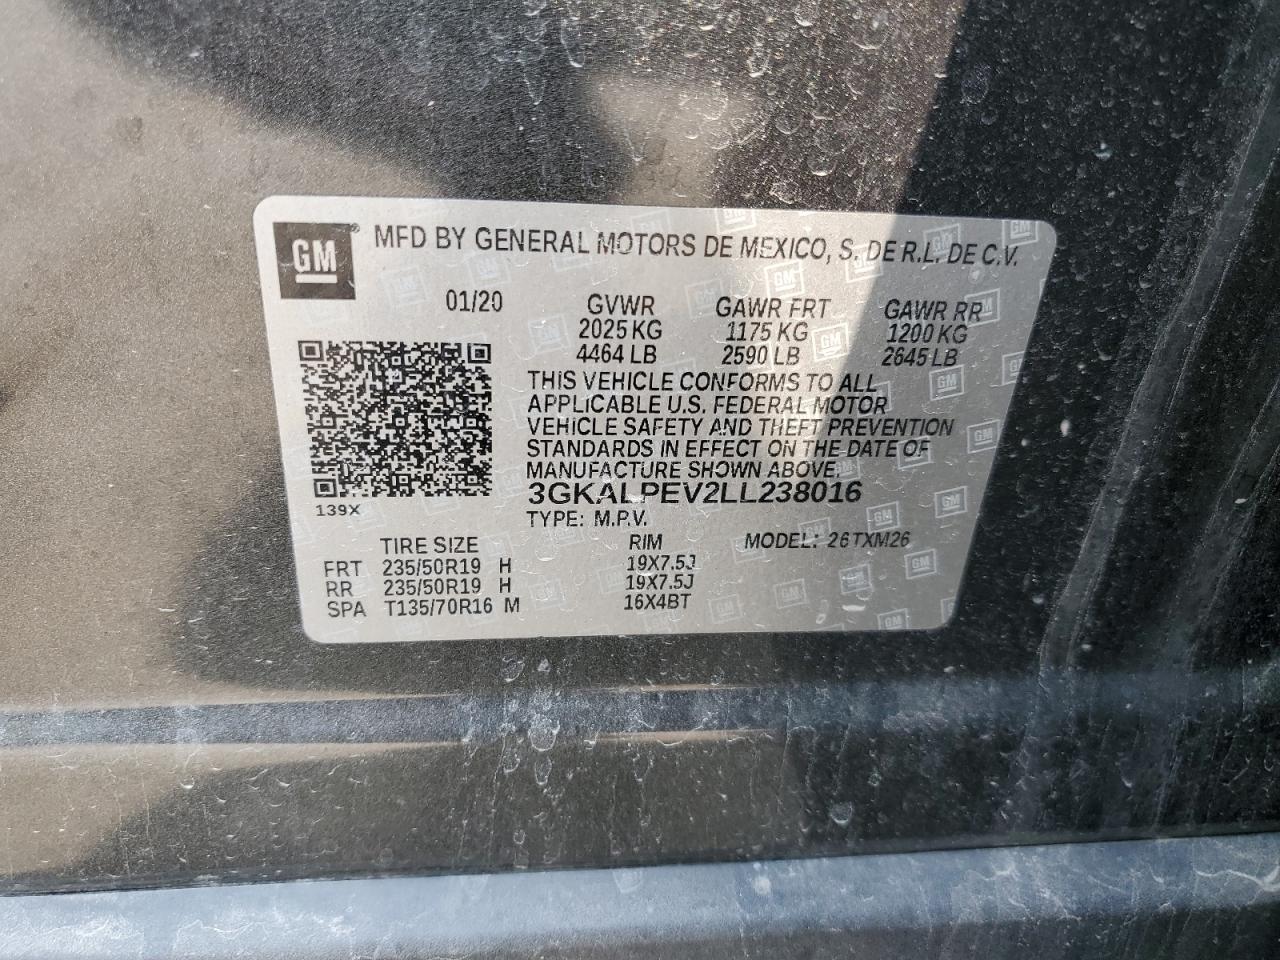 GM ® MFD BY GENERAL MOTORS DE MEXICO, S. DE R.L. DE C.V.
01/20 GVWR GAWR FRT GAWR RR
2025 KG 1175 KG 1200 KG
4464 LB 2590 LB 2645 LB
THIS VEHICLE CONFORMS TO ALL
APPLICABLE U.S. FEDERAL MOTOR
VEHICLE SAFETY AND THEFT PREVENTION
STANDARDS IN EFFECT ON THE DATE OF
MANUFACTURE SHOWN ABOVE.
3GKALPEV2LL238016
139X
TYPE: M.P.V.
TIRE SIZE RIM MODEL: 26TXM26
FRT 235/50R19 H 19X7.5J
RR 235/50R19 H 19X7.5J
SPA T135/70R16 M 16X4BT